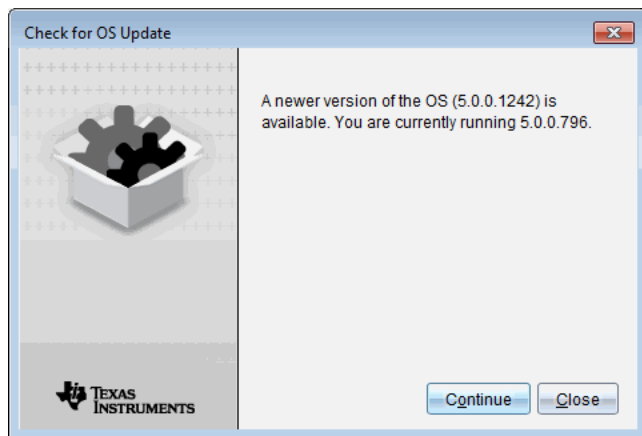 Check for OS Update
A newer version of the OS (5.0.0.1242) is
available. You are currently running 5.0.0.796.
TEXAS
INSTRUMENTS
Continue
Close